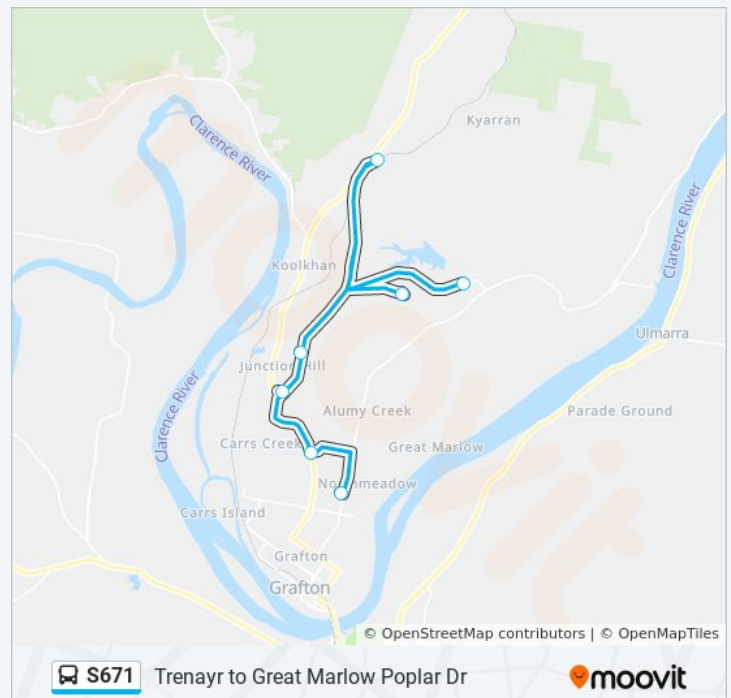 Kyarran
Clarence River
Clarence River
Koolkhan
Ulmarra
Junction Hill
Clarence River
Alumy Creek
Parade Ground
Carrs Creek
Great Marlow
Northmeadow
Carrs Island
Grafton
Grafton
© OpenStreetMap contributors | © OpenMapTiles
S671 Trenayr to Great Marlow Poplar Dr
moovit